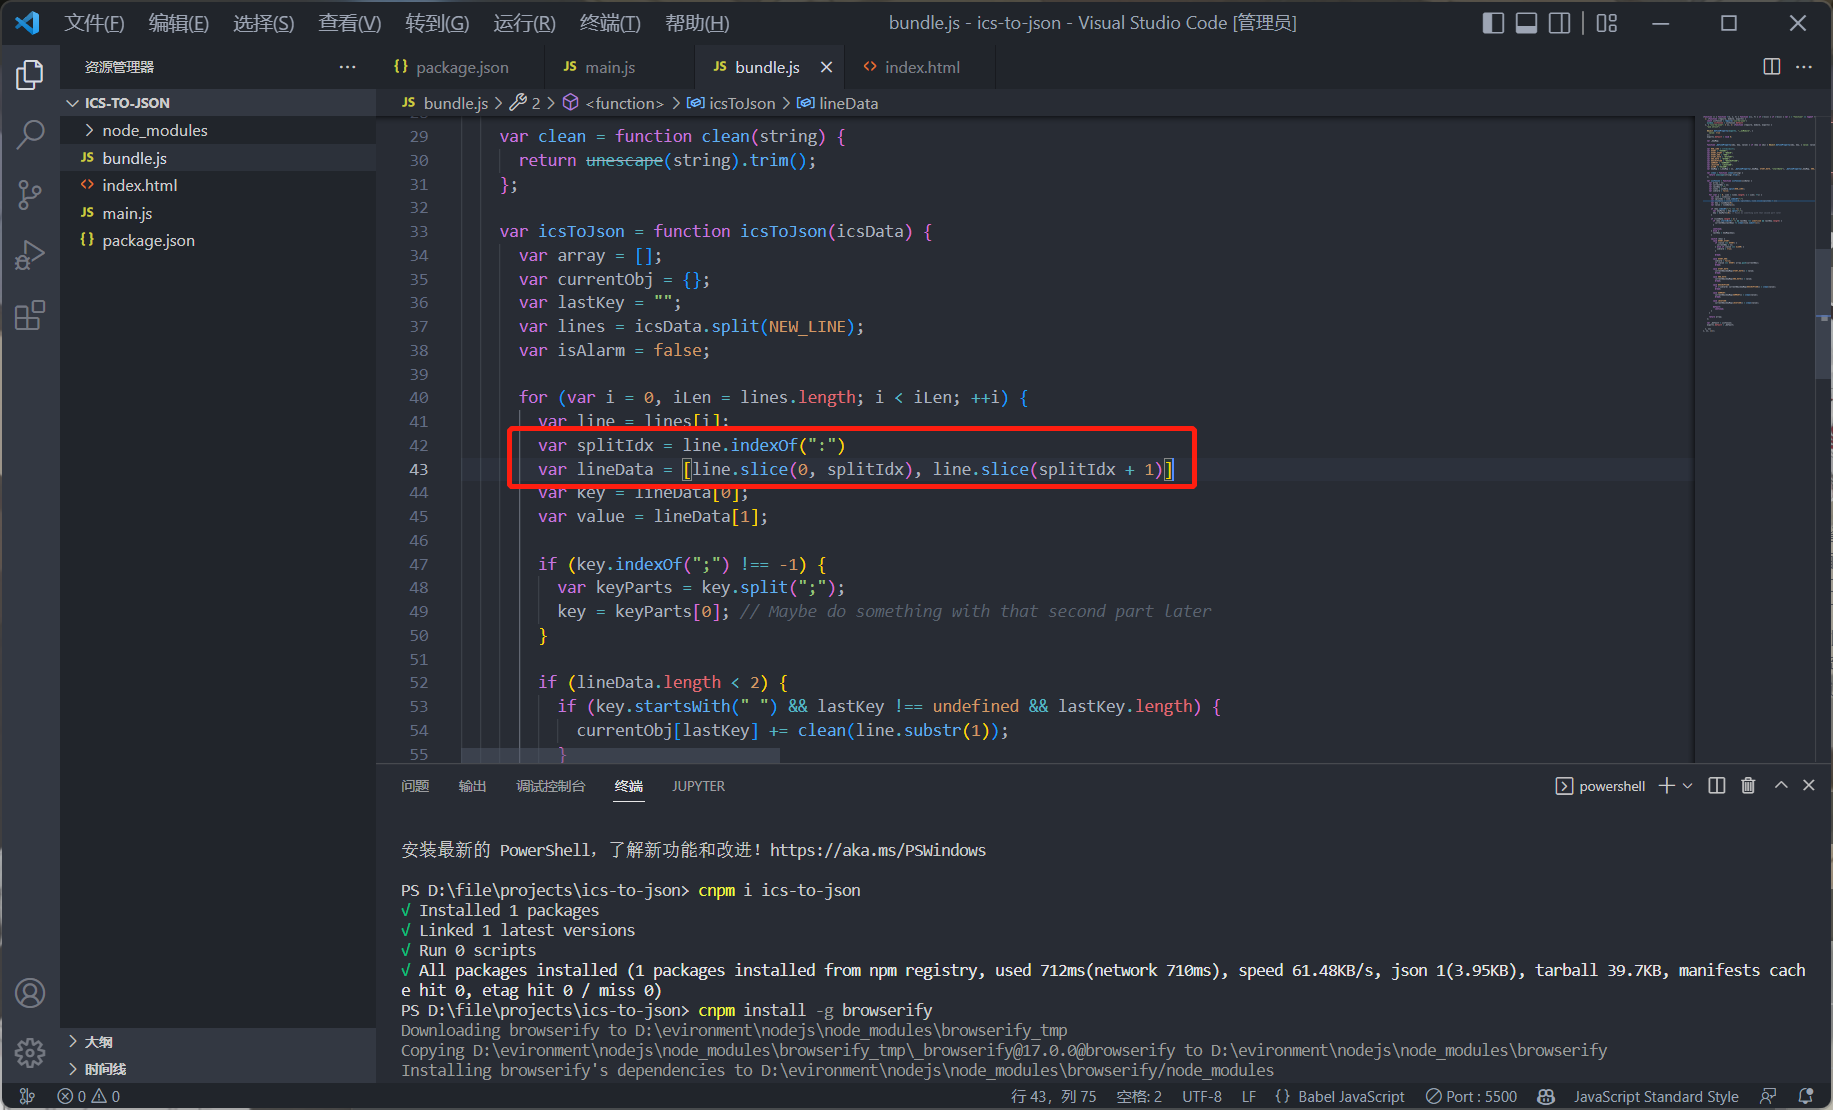 文件(F) 编辑(E) 选择(S) 查看(V) 转到(G) 运行(R) 终端(T) 帮助(H) bundle.js - ics-to-json - Visual Studio Code [管理员]
资源管理器 ··· {} package.json JS main.js JS bundle.js × <> index.html ···
ICS-TO-JSON
node_modules
JS bundle.js
<> index.html
JS main.js
{} package.json
大纲
时间线
JS bundle.js > 2 > <function> > icsToJson > lineData
29 var clean = function clean(string) {
30 return unescape(string).trim();
31 };
32
33 var icsToJson = function icsToJson(icsData) {
34 var array = [];
35 var currentObj = {};
36 var lastKey = "";
37 var lines = icsData.split(NEW_LINE);
38 var isAlarm = false;
39
40 for (var i = 0, iLen = lines.length; i < iLen; ++i) {
41 var line = lines[i];
42 var splitIdx = line.indexOf(":")
43 var lineData = [line.slice(0, splitIdx), line.slice(splitIdx + 1)]
44 var key = lineData[0];
45 var value = lineData[1];
46
47 if (key.indexOf(";") !== -1) {
48 var keyParts = key.split(";");
49 key = keyParts[0]; // Maybe do something with that second part later
50 }
51
52 if (lineData.length < 2) {
53 if (key.startsWith(" ") && lastKey !== undefined && lastKey.length) {
54 currentObj[lastKey] += clean(line.substr(1));
55 }
问题 输出 调试控制台 终端 JUPYTER powershell
安装最新的 PowerShell，了解新功能和改进！https://aka.ms/PSWindows
PS D:\file\projects\ics-to-json> cnpm i ics-to-json
√ Installed 1 packages
√ Linked 1 latest versions
√ Run 0 scripts
√ All packages installed (1 packages installed from npm registry, used 712ms(network 710ms), speed 61.48KB/s, json 1(3.95KB), tarball 39.7KB, manifests cach
e hit 0, etag hit 0 / miss 0)
PS D:\file\projects\ics-to-json> cnpm install -g browserify
Downloading browserify to D:\evironment\nodejs\node_modules\browserify_tmp
Copying D:\evironment\nodejs\node_modules\browserify_tmp\_browserify@17.0.0@browserify to D:\evironment\nodejs\node_modules\browserify
Installing browserify's dependencies to D:\evironment\nodejs\node_modules\browserify/node_modules
0 0 行 43，列 75 空格: 2 UTF-8 LF {} Babel JavaScript Port : 5500 JavaScript Standard Style